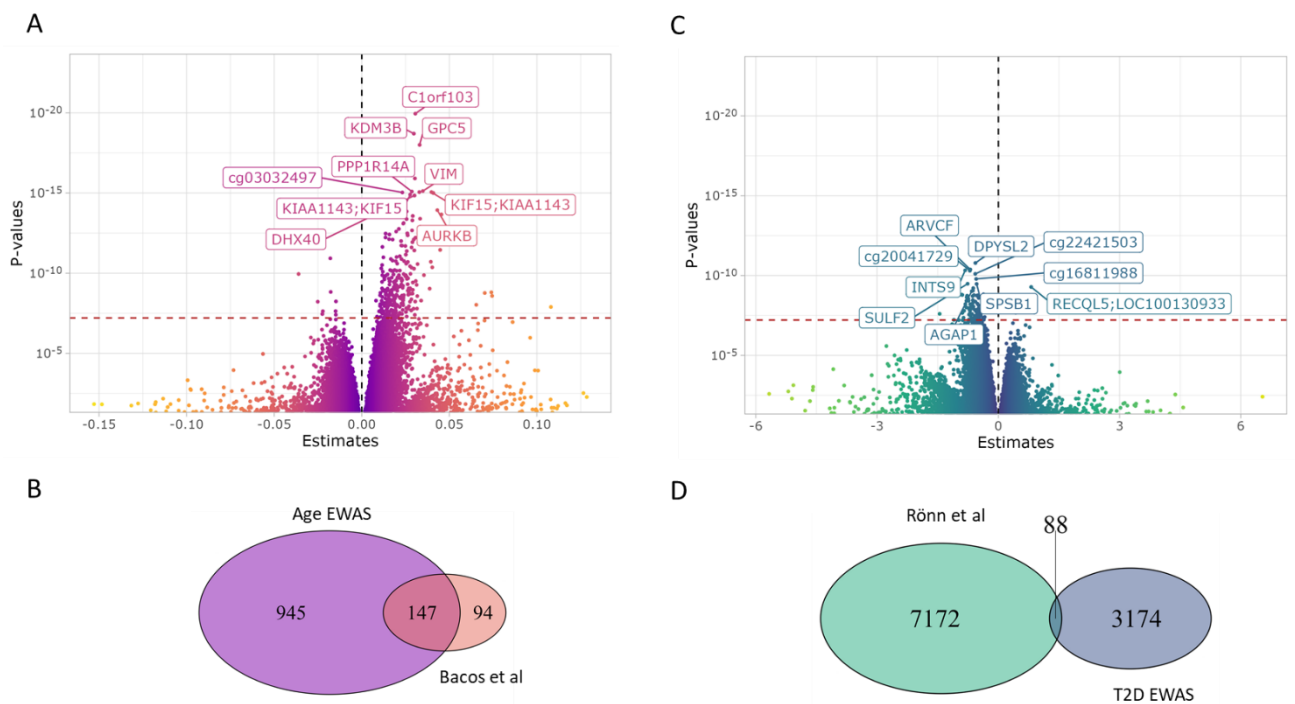 A
10⁻²⁰
10⁻¹⁵
10⁻¹⁰
10⁻⁵
P-values
C1orf103
KDM3B
GPC5
PPP1R14A
VIM
cg03032497
KIAA1143;KIF15
KIF15;KIAA1143
DHX40
AURKB
-0.15
-0.10
-0.05
0.00
0.05
0.10
Estimates
C
10⁻²⁰
10⁻¹⁵
10⁻¹⁰
10⁻⁵
P-values
ARVCF
DPYSL2
cg22421503
cg20041729
cg16811988
INTS9
SPSB1
RECQL5;LOC100130933
SULF2
AGAP1
-6
-3
0
3
6
Estimates
B
Age EWAS
945
147
94
Bacos et al
D
Rönn et al
88
7172
3174
T2D EWAS